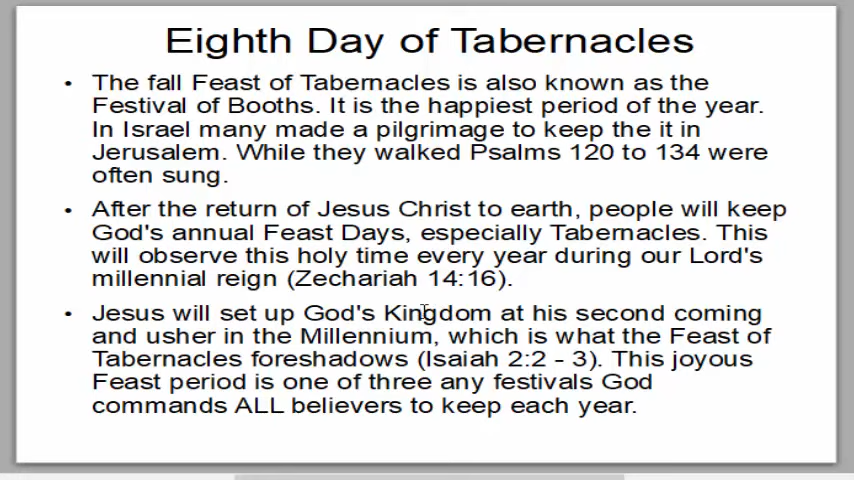 Eighth Day of Tabernacles
• The fall Feast of Tabernacles is also known as the
Festival of Booths. It is the happiest period of the year.
In Israel many made a pilgrimage to keep the it in
Jerusalem. While they walked Psalms 120 to 134 were
often sung.
• After the return of Jesus Christ to earth, people will keep
God's annual Feast Days, especially Tabernacles. This
will observe this holy time every year during our Lord's
millennial reign (Zechariah 14:16).
• Jesus will set up God's Kingdom at his second coming
and usher in the Millennium, which is what the Feast of
Tabernacles foreshadows (Isaiah 2:2 - 3). This joyous
Feast period is one of three any festivals God
commands ALL believers to keep each year.